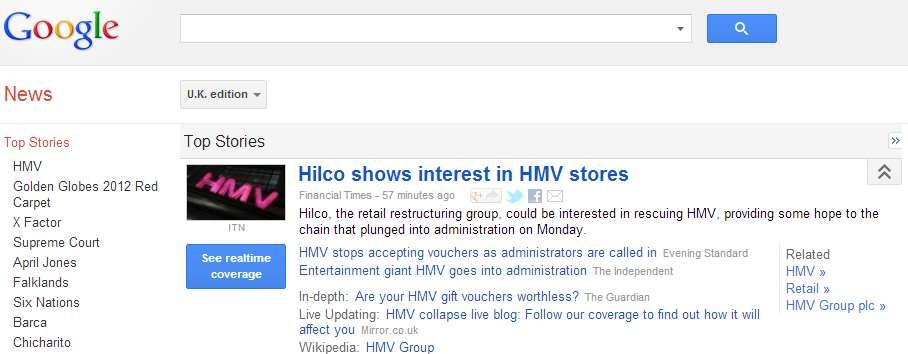 Google
News
U.K. edition
Top Stories
HMV
Golden Globes 2012 Red
Carpet
X Factor
Supreme Court
April Jones
Falklands
Six Nations
Barca
Chicharito
Top Stories
»
HMV
ITN
See realtime
coverage
Hilco shows interest in HMV stores
Financial Times - 57 minutes ago
Hilco, the retail restructuring group, could be interested in rescuing HMV, providing some hope to the
chain that plunged into administration on Monday.
HMV stops accepting vouchers as administrators are called in Evening Standard
Entertainment giant HMV goes into administration The Independent
In-depth: Are your HMV gift vouchers worthless? The Guardian
Live Updating: HMV collapse live blog: Follow our coverage to find out how it will
affect you Mirror.co.uk
Wikipedia: HMV Group
Related
HMV »
Retail »
HMV Group plc »